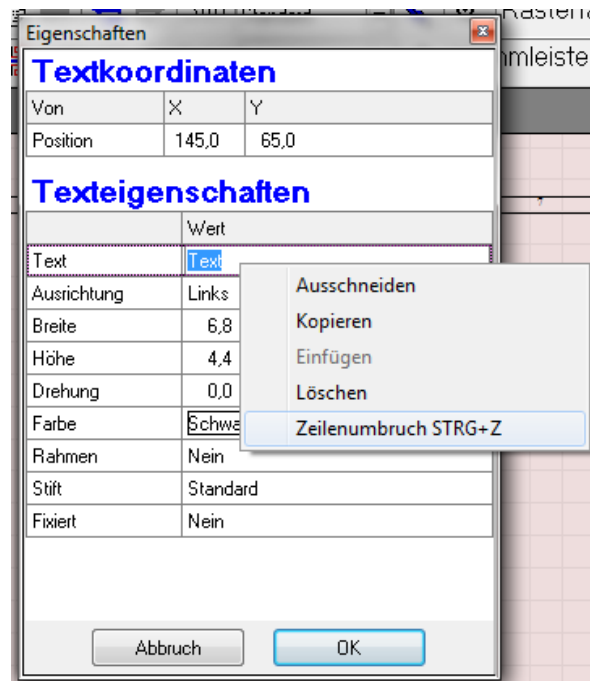 Eigenschaften
Textkoordinaten
Von X Y
Position 145,0 65,0
Texteigenschaften
Wert
Text Text
Ausrichtung Links
Breite 6,8
Höhe 4,4
Drehung 0,0
Farbe Schwa
Rahmen Nein
Stift Standard
Fixiert Nein
Ausschneiden
Kopieren
Einfügen
Löschen
Zeilenumbruch STRG+Z
Abbruch OK
mleiste